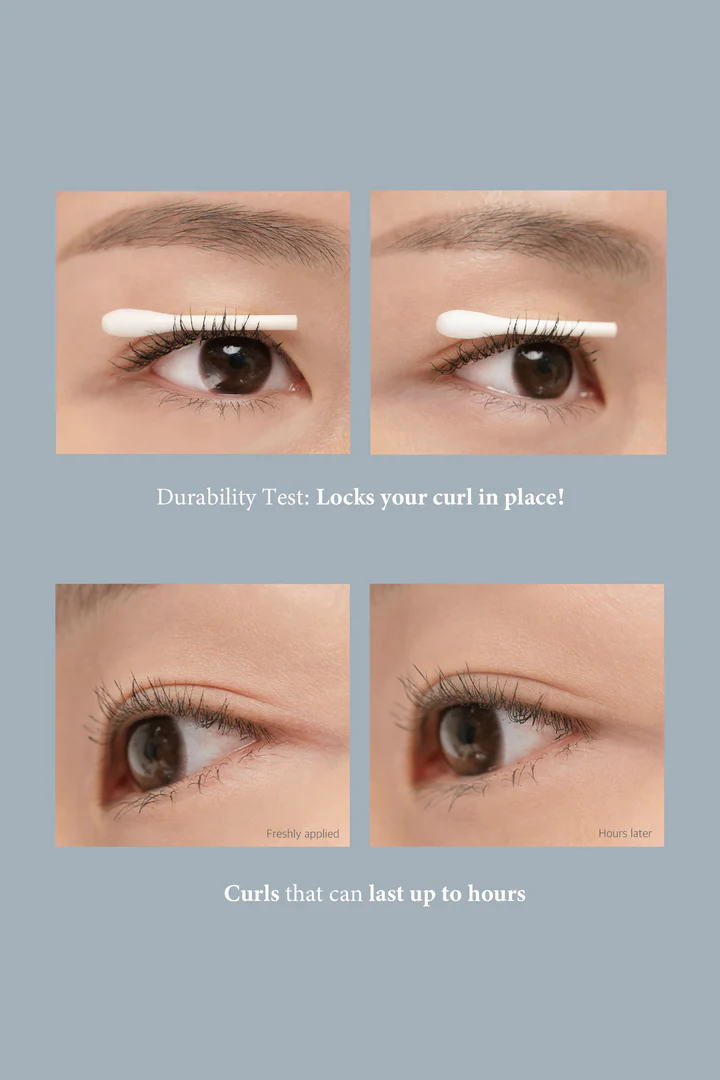 Durability Test: Locks your curl in place!
Freshly applied
Hours later
Curls that can last up to hours